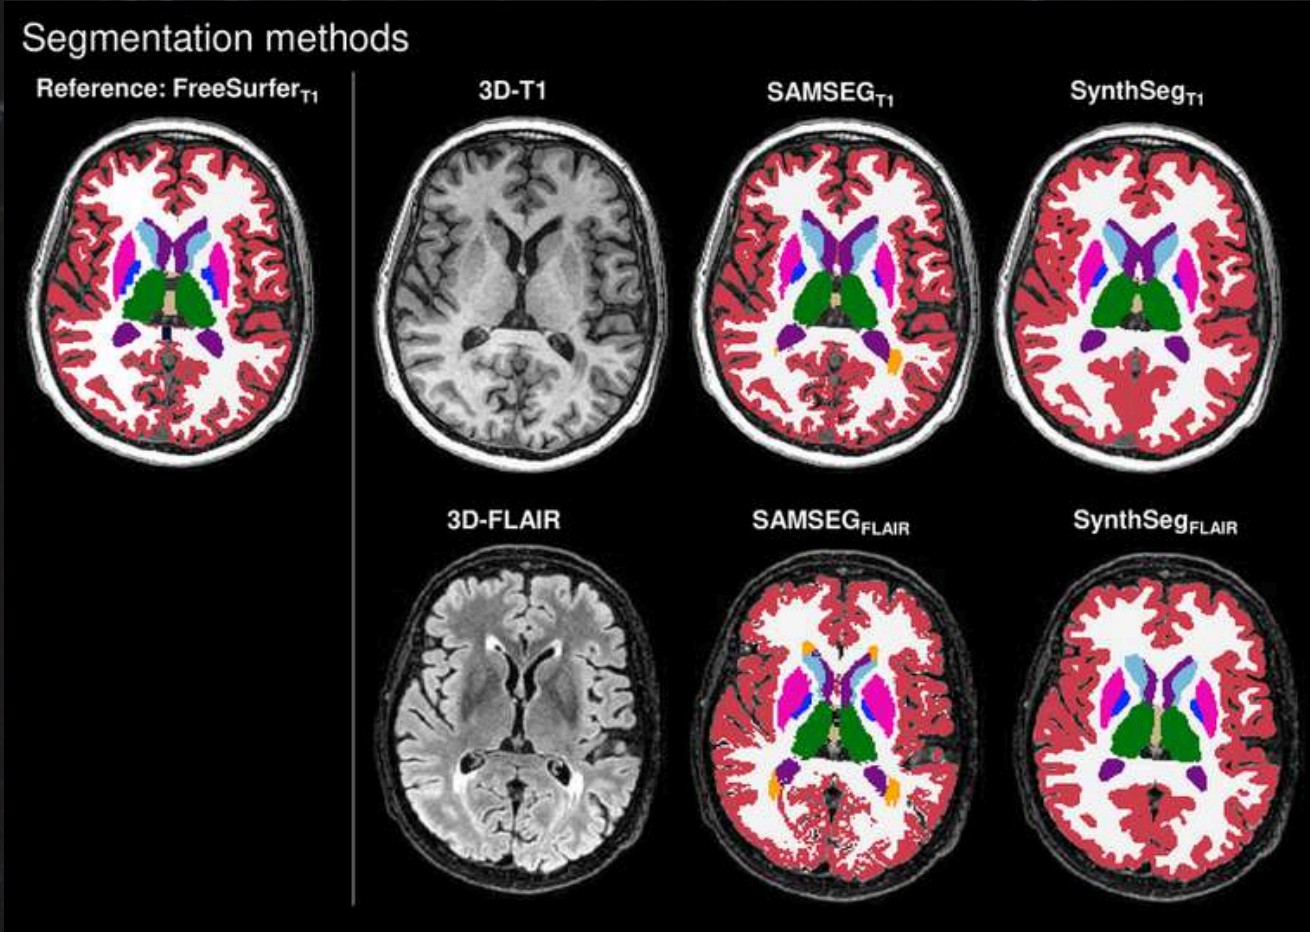 Segmentation methods
Reference: FreeSurferT1
3D-T1
SAMSEGT1
SynthSegT1
3D-FLAIR
SAMSEGFLAIR
SynthSegFLAIR